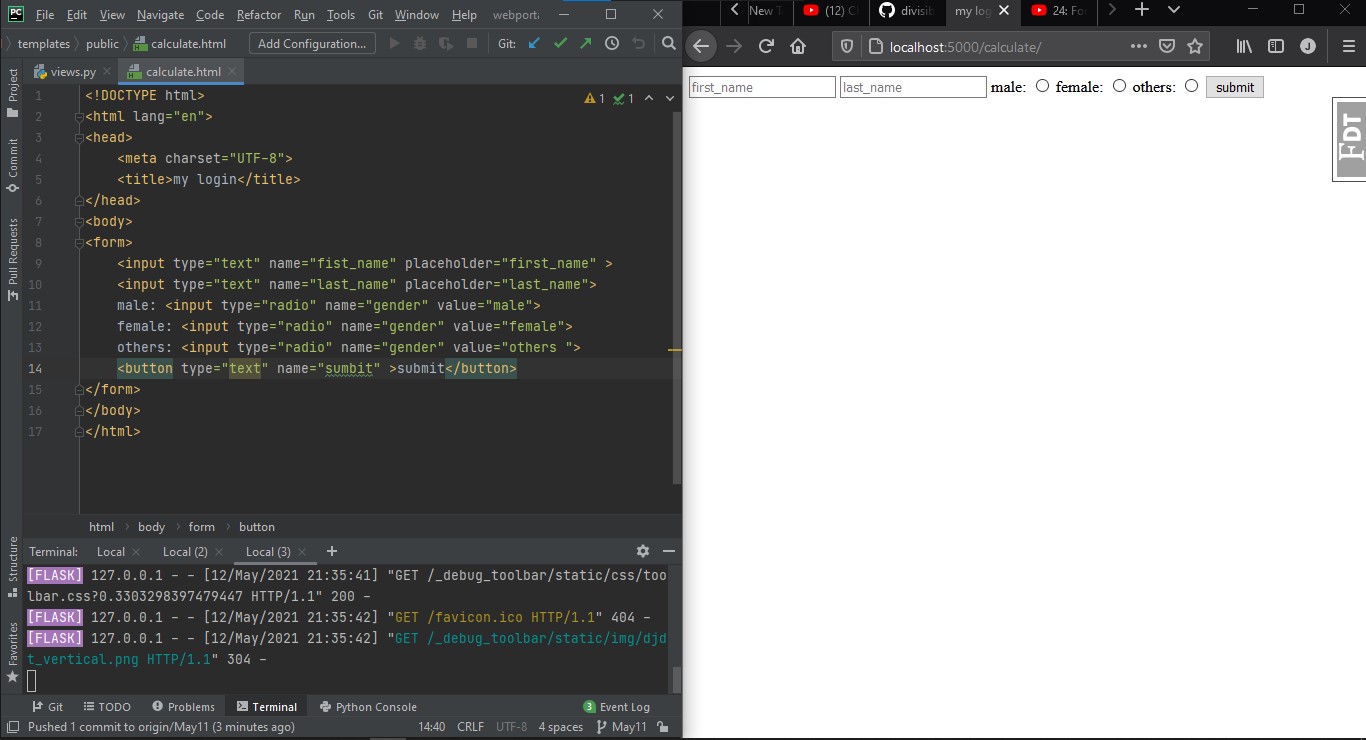 PC File Edit View Navigate Code Refactor Run Tools Git Window Help webporta
templates public calculate.html Add Configuration... Git:
views.py calculate.html
Project
Commit
Pull Requests
Structure
Favorites
1 <!DOCTYPE html>
2 <html lang="en">
3 <head>
4 <meta charset="UTF-8">
5 <title>my login</title>
6 </head>
7 <body>
8 <form>
9 <input type="text" name="fist_name" placeholder="first_name" >
10 <input type="text" name="last_name" placeholder="last_name">
11 male: <input type="radio" name="gender" value="male">
12 female: <input type="radio" name="gender" value="female">
13 others: <input type="radio" name="gender" value="others ">
14 <button type="text" name="sumbit" >submit</button>
15 </form>
16 </body>
17 </html>
1 1
html body form button
Terminal: Local Local (2) Local (3)
[FLASK] 127.0.0.1 - - [12/May/2021 21:35:41] "GET /_debug_toolbar/static/css/too
lbar.css?0.3303298397479447 HTTP/1.1" 200 -
[FLASK] 127.0.0.1 - - [12/May/2021 21:35:42] "GET /favicon.ico HTTP/1.1" 404 -
[FLASK] 127.0.0.1 - - [12/May/2021 21:35:42] "GET /_debug_toolbar/static/img/djd
t_vertical.png HTTP/1.1" 304 -
Git TODO Problems Terminal Python Console 3 Event Log
Pushed 1 commit to origin/May11 (3 minutes ago) 14:40 CRLF UTF-8 4 spaces May11
New T (12) C divisib my log 24: Fo
localhost:5000/calculate/ J
first_name last_name male: female: others: submit
FDT